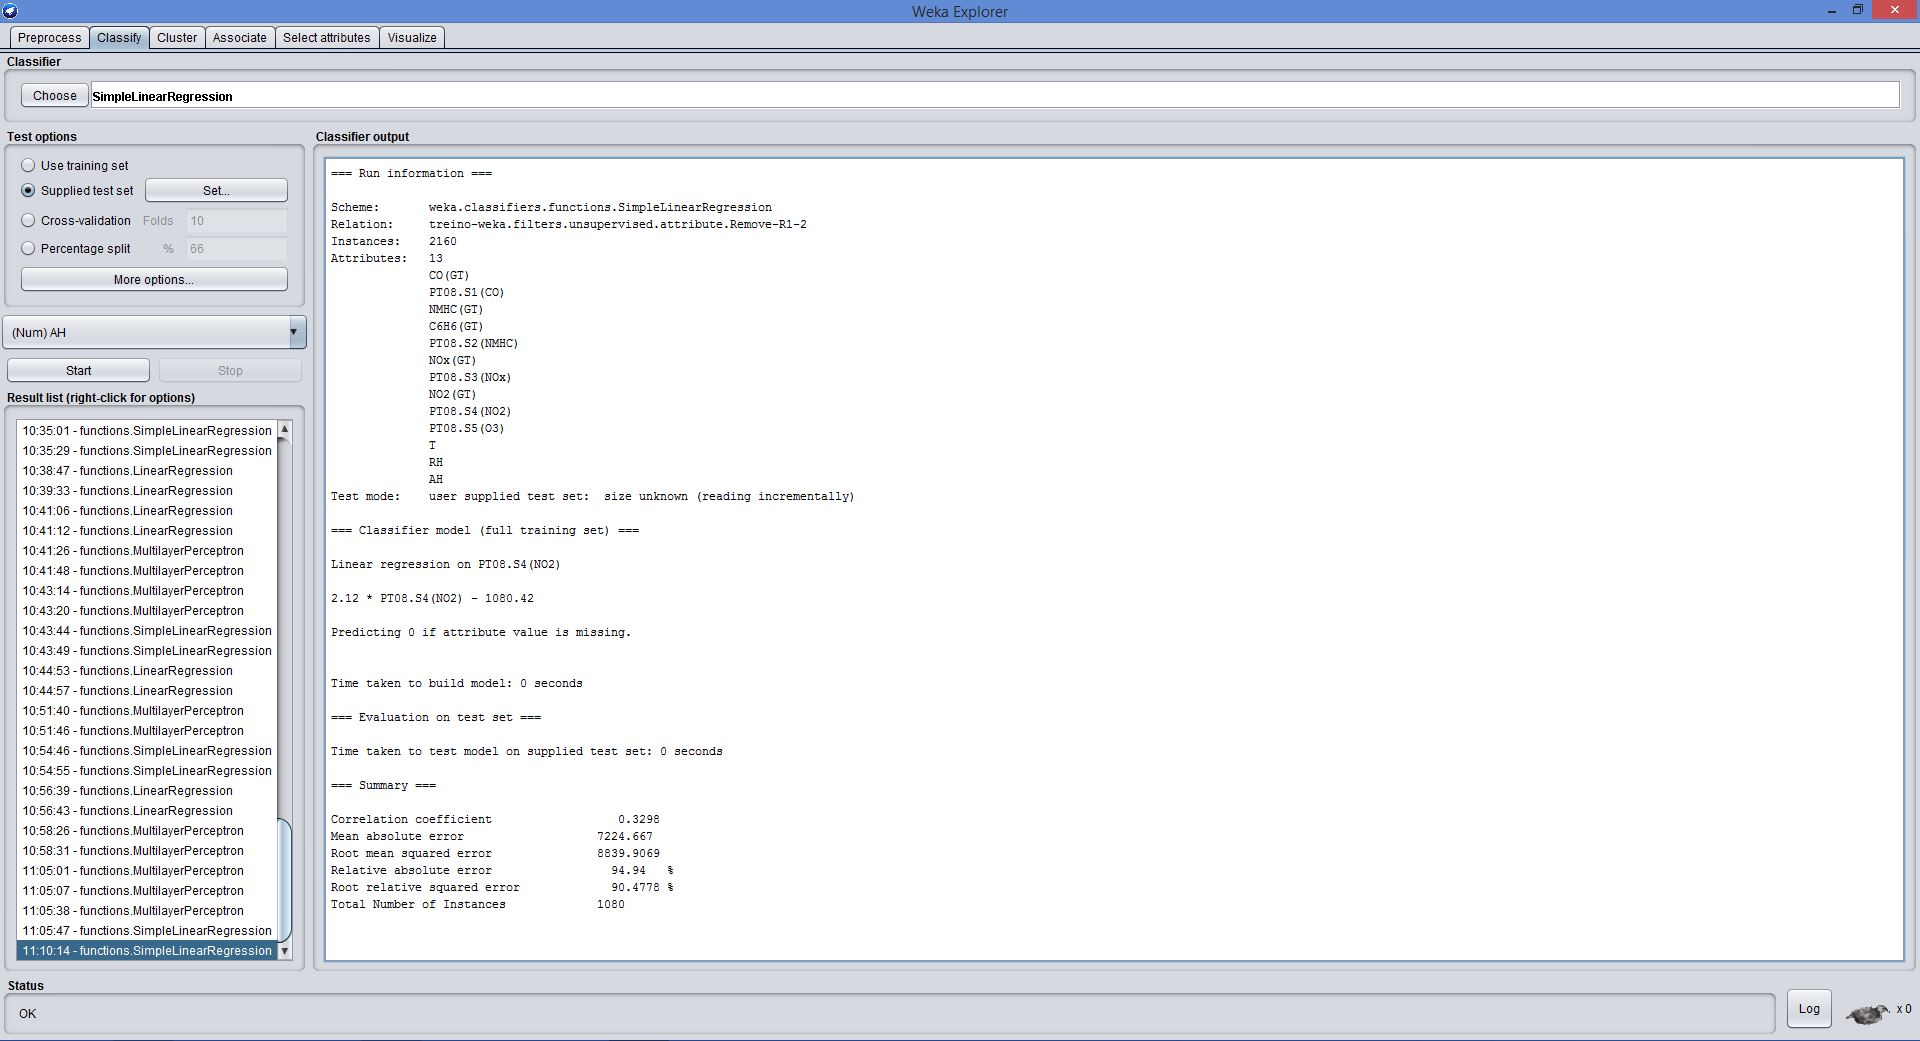 Weka Explorer
Preprocess Classify Cluster Associate Select attributes Visualize
Classifier
Choose SimpleLinearRegression
Test options
Use training set
Supplied test set Set...
Cross-validation Folds 10
Percentage split % 66
More options...
(Num) AH
Start Stop
Result list (right-click for options)
10:35:01 - functions.SimpleLinearRegression
10:35:29 - functions.SimpleLinearRegression
10:38:47 - functions.LinearRegression
10:39:33 - functions.LinearRegression
10:41:06 - functions.LinearRegression
10:41:12 - functions.LinearRegression
10:41:26 - functions.MultilayerPerceptron
10:41:48 - functions.MultilayerPerceptron
10:43:14 - functions.MultilayerPerceptron
10:43:20 - functions.MultilayerPerceptron
10:43:44 - functions.SimpleLinearRegression
10:43:49 - functions.SimpleLinearRegression
10:44:53 - functions.LinearRegression
10:44:57 - functions.LinearRegression
10:51:40 - functions.MultilayerPerceptron
10:51:46 - functions.MultilayerPerceptron
10:54:46 - functions.SimpleLinearRegression
10:54:55 - functions.SimpleLinearRegression
10:56:39 - functions.LinearRegression
10:56:43 - functions.LinearRegression
10:58:26 - functions.MultilayerPerceptron
10:58:31 - functions.MultilayerPerceptron
11:05:01 - functions.MultilayerPerceptron
11:05:07 - functions.MultilayerPerceptron
11:05:38 - functions.MultilayerPerceptron
11:05:47 - functions.SimpleLinearRegression
11:10:14 - functions.SimpleLinearRegression
Classifier output
=== Run information ===
Scheme: weka.classifiers.functions.SimpleLinearRegression
Relation: treino-weka.filters.unsupervised.attribute.Remove-R1-2
Instances: 2160
Attributes: 13
CO(GT)
PT08.S1(CO)
NMHC(GT)
C6H6(GT)
PT08.S2(NMHC)
NOx(GT)
PT08.S3(NOx)
NO2(GT)
PT08.S4(NO2)
PT08.S5(O3)
T
RH
AH
Test mode: user supplied test set: size unknown (reading incrementally)
=== Classifier model (full training set) ===
Linear regression on PT08.S4(NO2)
2.12 * PT08.S4(NO2) - 1080.42
Predicting 0 if attribute value is missing.
Time taken to build model: 0 seconds
=== Evaluation on test set ===
Time taken to test model on supplied test set: 0 seconds
=== Summary ===
Correlation coefficient 0.3298
Mean absolute error 7224.667
Root mean squared error 8839.9069
Relative absolute error 94.94 %
Root relative squared error 90.4778 %
Total Number of Instances 1080
Status
OK
Log x 0